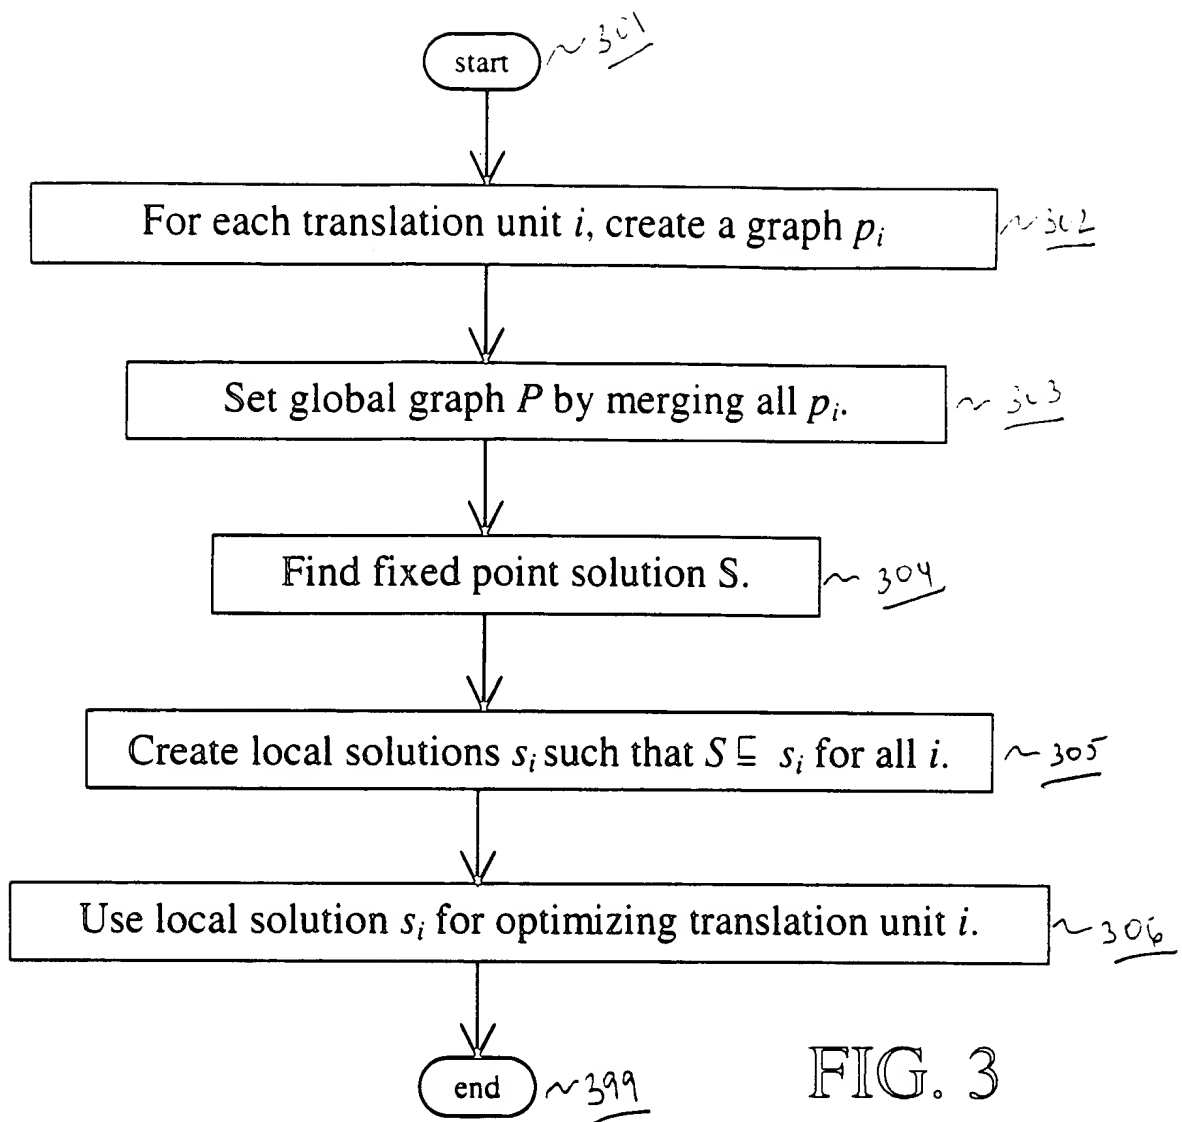 start ~301
For each translation unit i, create a graph pᵢ ~302
Set global graph P by merging all pᵢ. ~303
Find fixed point solution S. ~304
Create local solutions sᵢ such that S ⊑ sᵢ for all i. ~305
Use local solution sᵢ for optimizing translation unit i. ~306
end ~399
FIG. 3